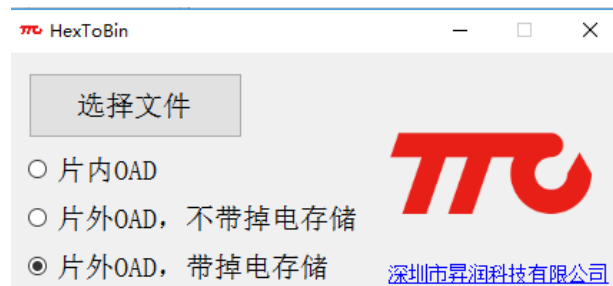 HexToBin
选择文件
片内OAD
片外OAD，不带掉电存储
片外OAD，带掉电存储
深圳市昇润科技有限公司